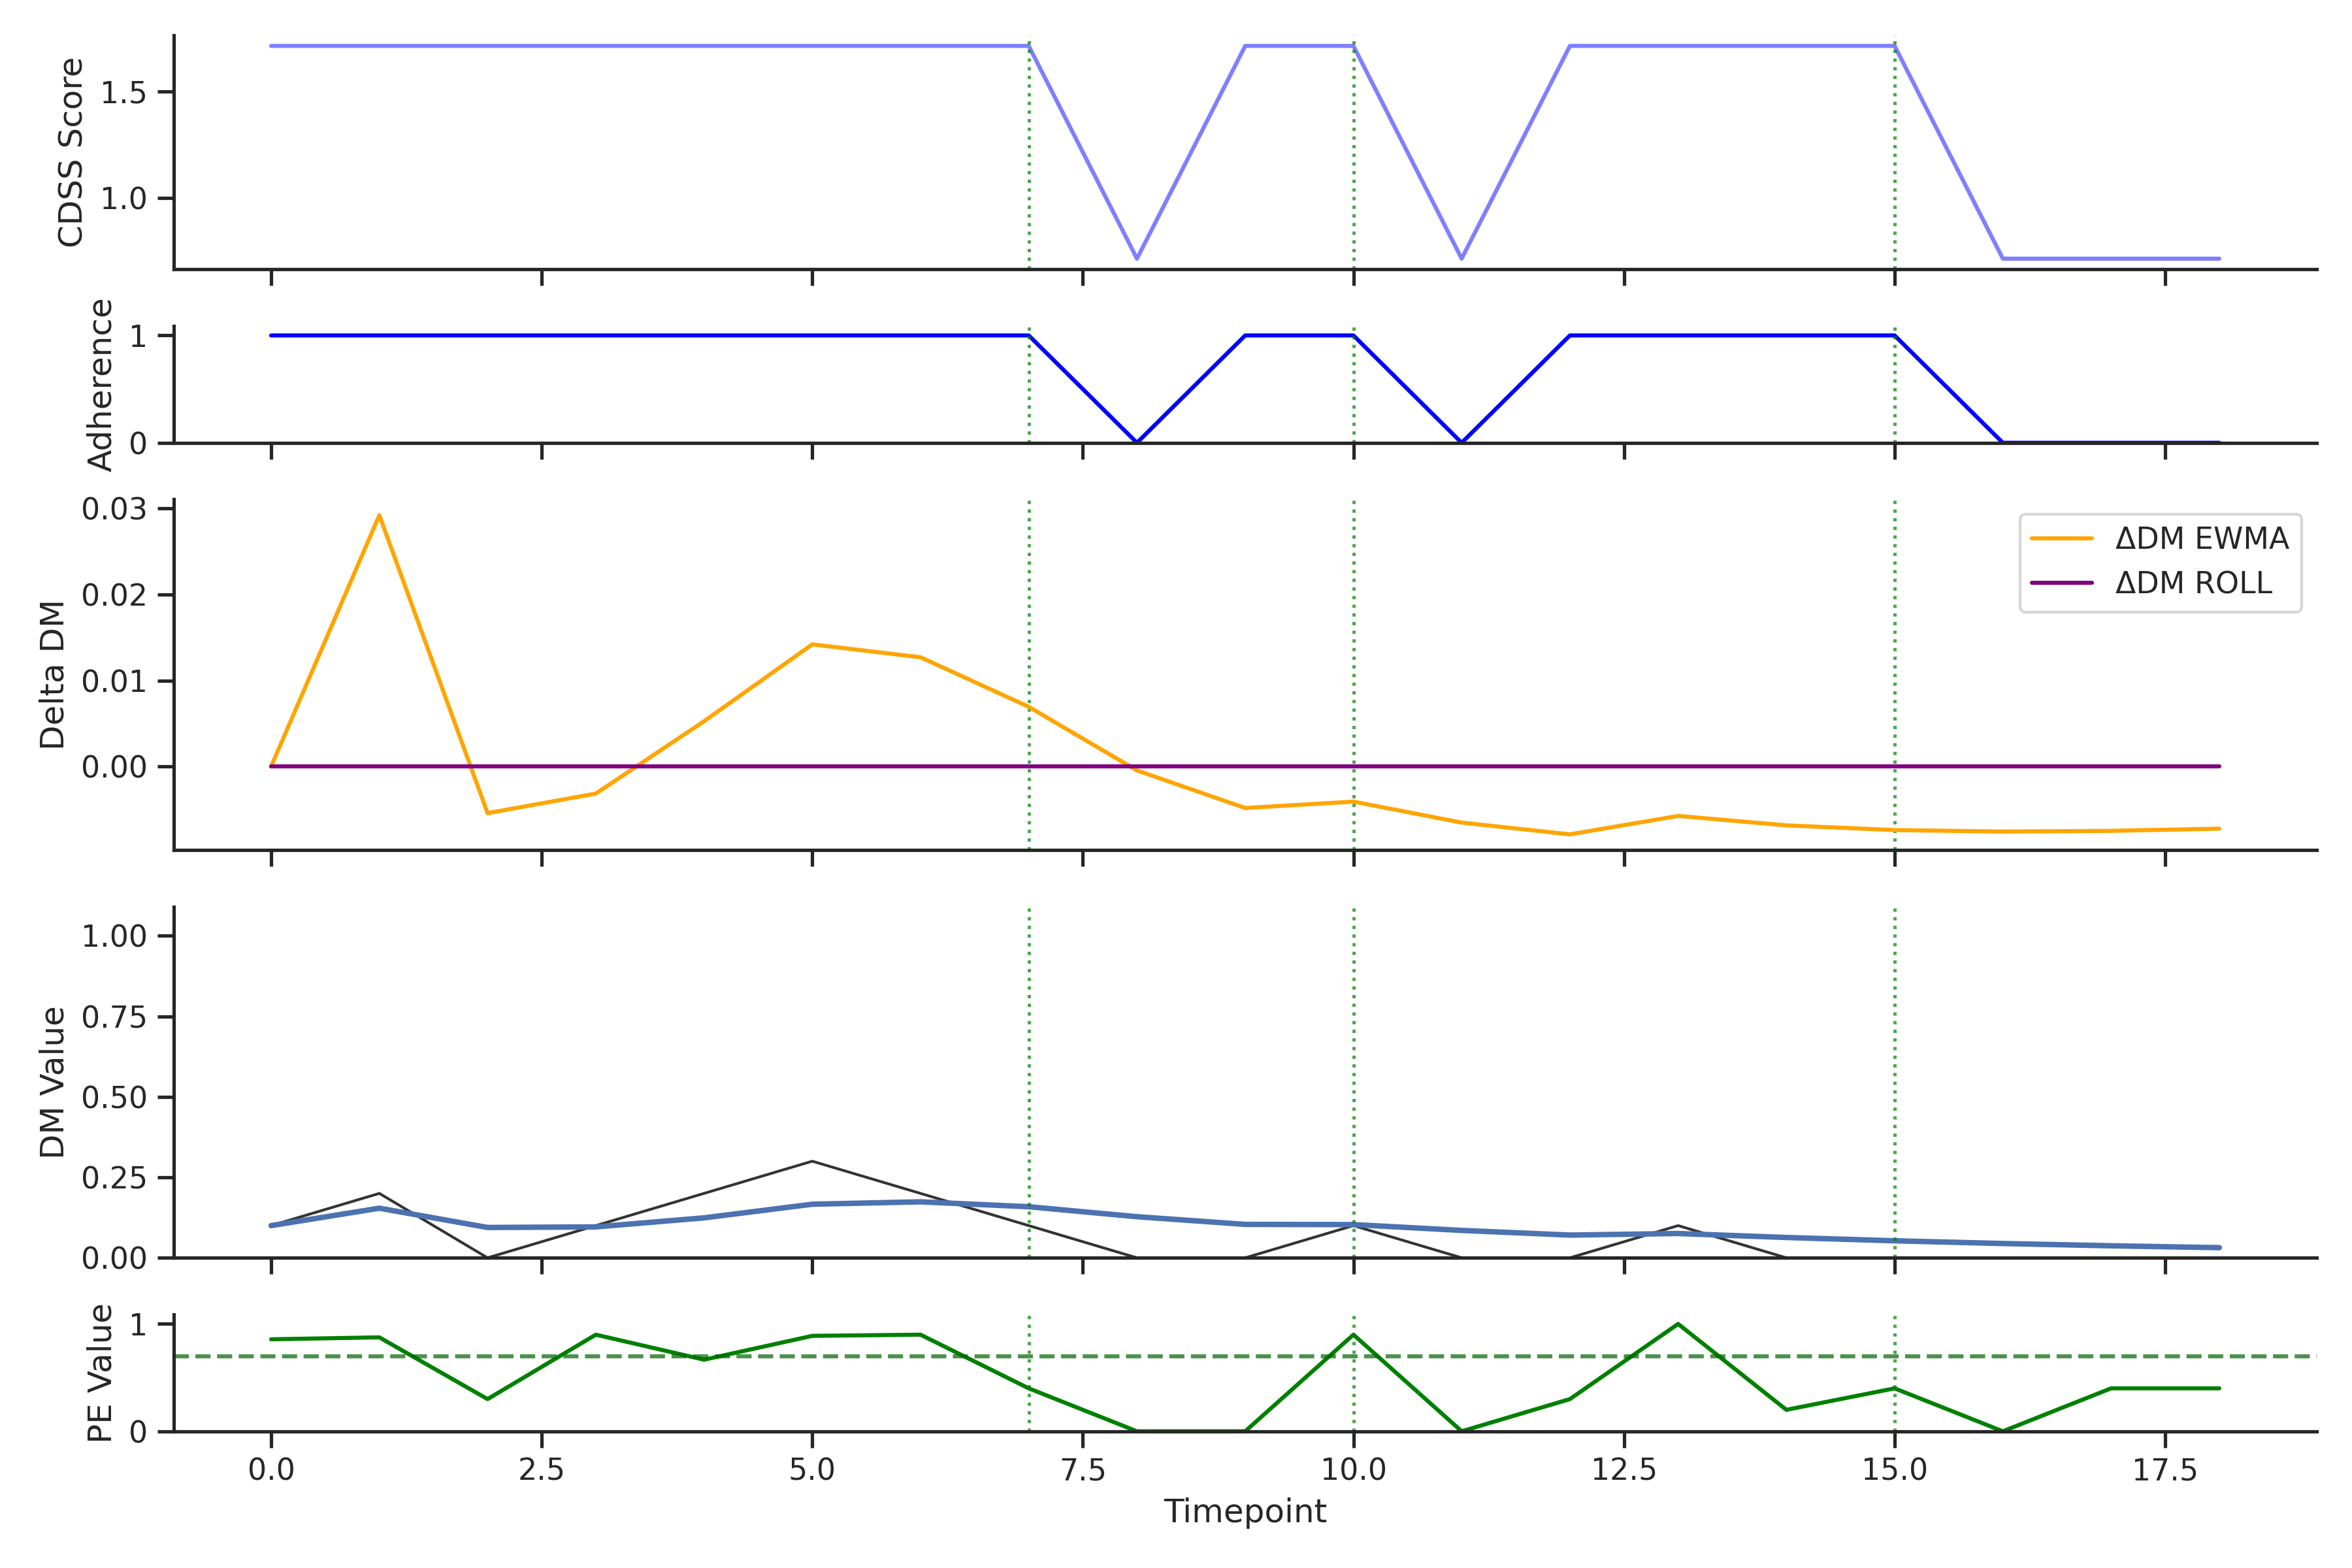 CDSS Score
1.5
1.0
Adherence
1
0
Delta DM
0.03
0.02
0.01
0.00
ΔDM EWMA
ΔDM ROLL
DM Value
1.00
0.75
0.50
0.25
0.00
PE Value
1
0
0.0 2.5 5.0 7.5 10.0 12.5 15.0 17.5
Timepoint